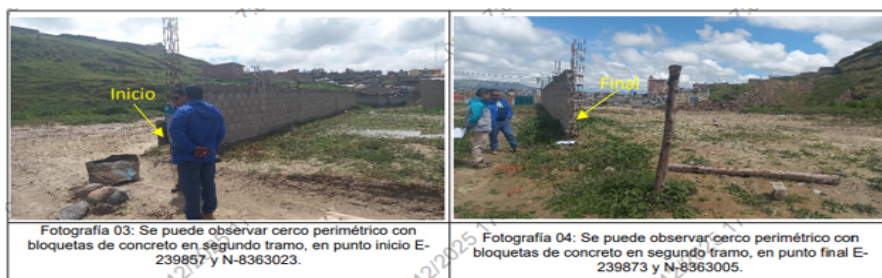 Inicio
Final
Fotografía 03: Se puede observar cerco perimétrico con
bloquetas de concreto en segundo tramo, en punto inicio E-
239857 y N-8363023.
Fotografía 04: Se puede observar cerco perimétrico con
bloquetas de concreto en segundo tramo, en punto final E-
239873 y N-8363005.